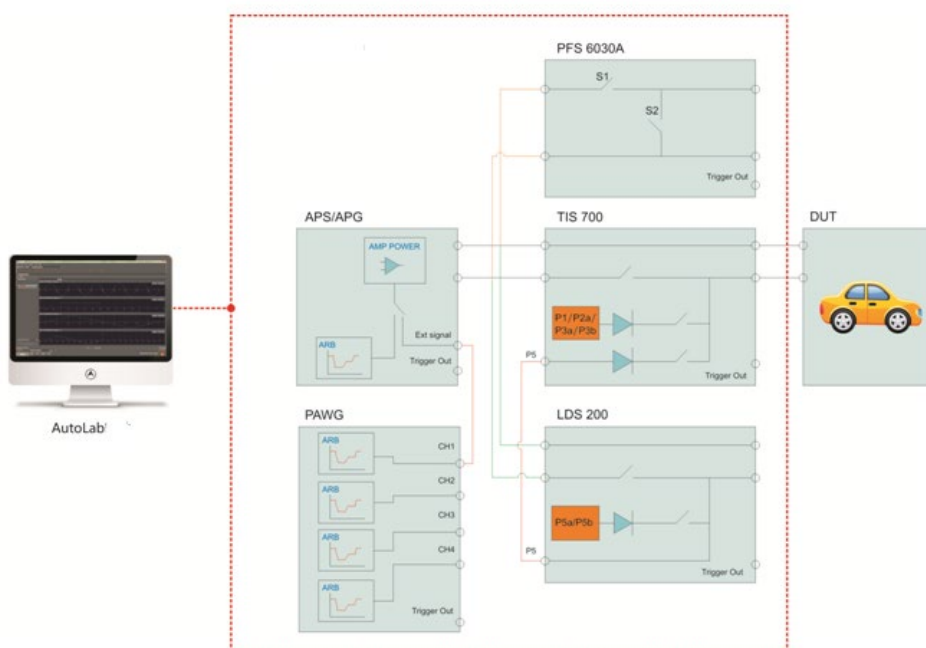 PFS 6030A
S1
S2
Trigger Out
APS/APG
AMP POWER
Ext signal
ARB
Trigger Out
TIS 700
P1/P2a/
P3a/P3b
P5
Trigger Out
DUT
AutoLab
PAWG
ARB
CH1
ARB
CH2
ARB
CH3
ARB
CH4
Trigger Out
LDS 200
P5a/P5b
P5
Trigger Out